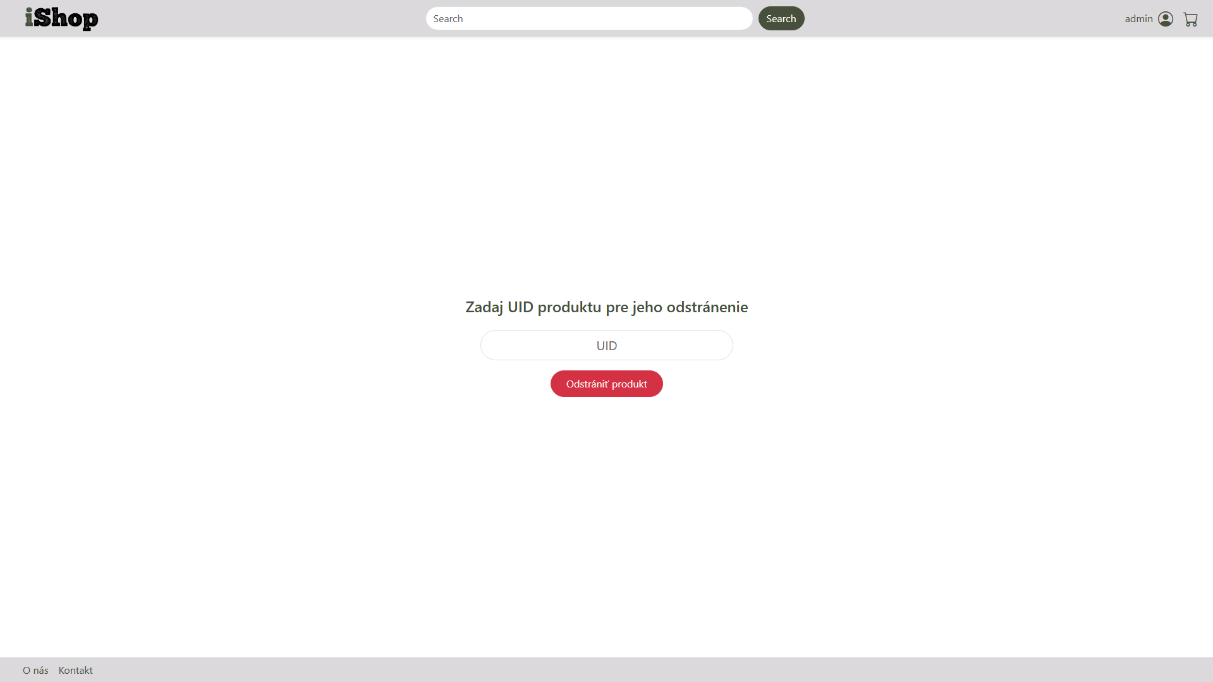 iShop
Search
Search
admin
Zadaj UID produktu pre jeho odstránenie
UID
Odstrániť produkt
O nás
Kontakt